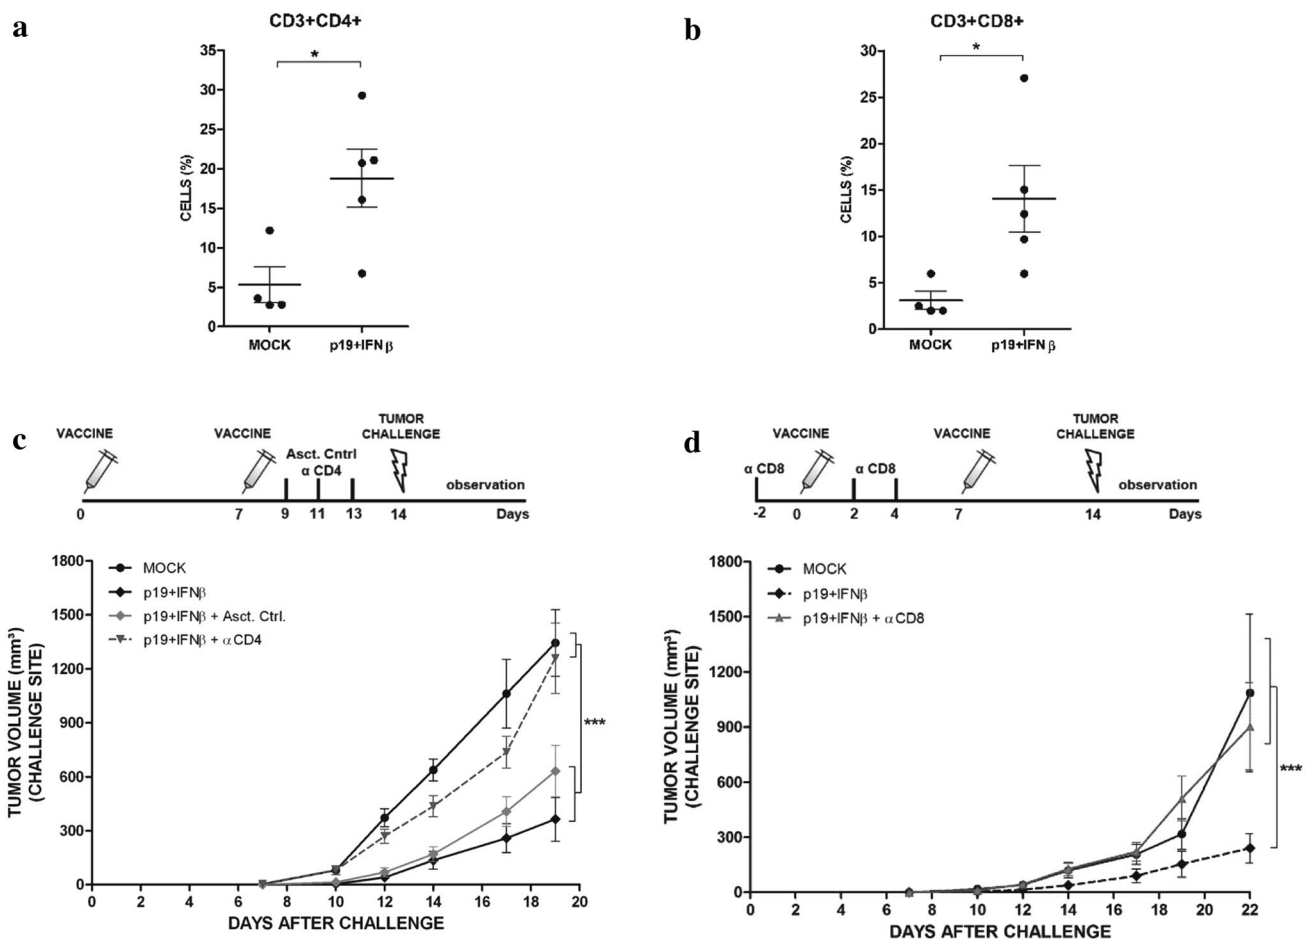 a
CD3+CD4+
35
30
25
20
15
10
5
0
CELLS (%)
*
MOCK
p19+IFN β
b
CD3+CD8+
30
25
20
15
10
5
0
CELLS (%)
*
MOCK
p19+IFN β
c
VACCINE
VACCINE
Asct. Cntrl
α CD4
TUMOR
CHALLENGE
observation
0
7
9
11
13
14
Days
1800
1500
1200
900
600
300
0
TUMOR VOLUME (mm³)
(CHALLENGE SITE)
MOCK
p19+IFNβ
p19+IFNβ + Asct. Ctrl.
p19+IFNβ + αCD4
***
0 2 4 6 8 10 12 14 16 18 20
DAYS AFTER CHALLENGE
d
α CD8
VACCINE
α CD8
VACCINE
TUMOR
CHALLENGE
observation
-2
0
2
4
7
14
Days
1800
1500
1200
900
600
300
0
TUMOR VOLUME (mm³)
(CHALLENGE SITE)
MOCK
p19+IFNβ
p19+IFNβ + αCD8
***
0 2 4 6 8 10 12 14 16 18 20 22
DAYS AFTER CHALLENGE